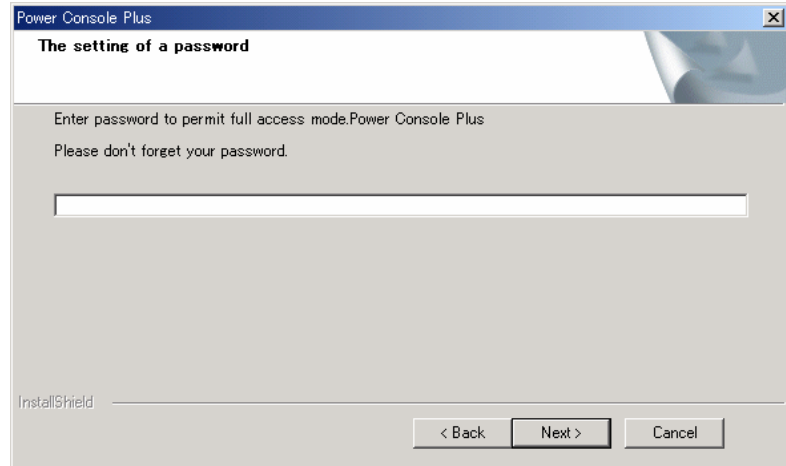 Power Console Plus
The setting of a password
Enter password to permit full access mode.Power Console Plus
Please don't forget your password.
InstallShield
< Back Next > Cancel